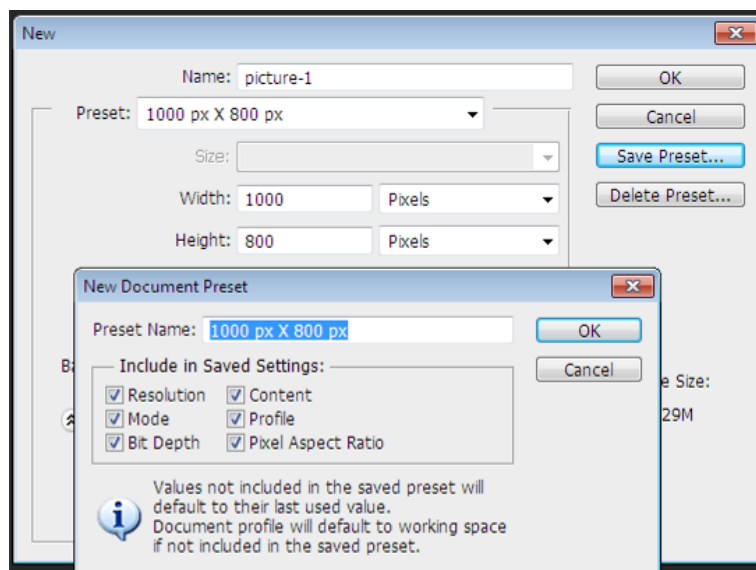 New
Name: picture-1
OK
Preset: 1000 px X 800 px
Cancel
Size:
Save Preset...
Width: 1000 Pixels
Delete Preset...
Height: 800 Pixels
New Document Preset
Preset Name: 1000 px X 800 px
OK
Include in Saved Settings:
Cancel
Resolution Content
Mode Profile
Bit Depth Pixel Aspect Ratio
Values not included in the saved preset will
default to their last used value.
Document profile will default to working space
if not included in the saved preset.
Size:
29M